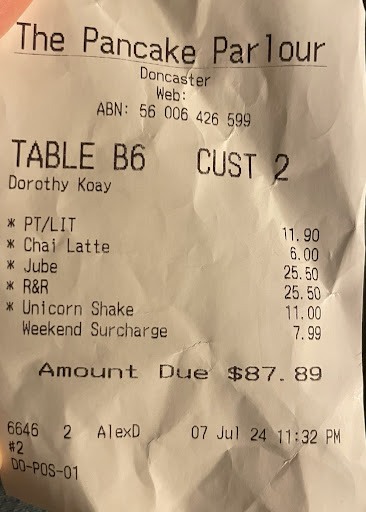 The Pancake Parlour
Doncaster
Web:
ABN: 56 006 426 599
TABLE B6 CUST 2
Dorothy Koay
* PT/LIT 11.90
* Chai Latte 6.00
* Jube 25.50
* R&R 25.50
* Unicorn Shake 11.00
Weekend Surcharge 7.99
Amount Due $87.89
6646 2 AlexD 07 Jul 24 11:32 PM
#2
DO-POS-01